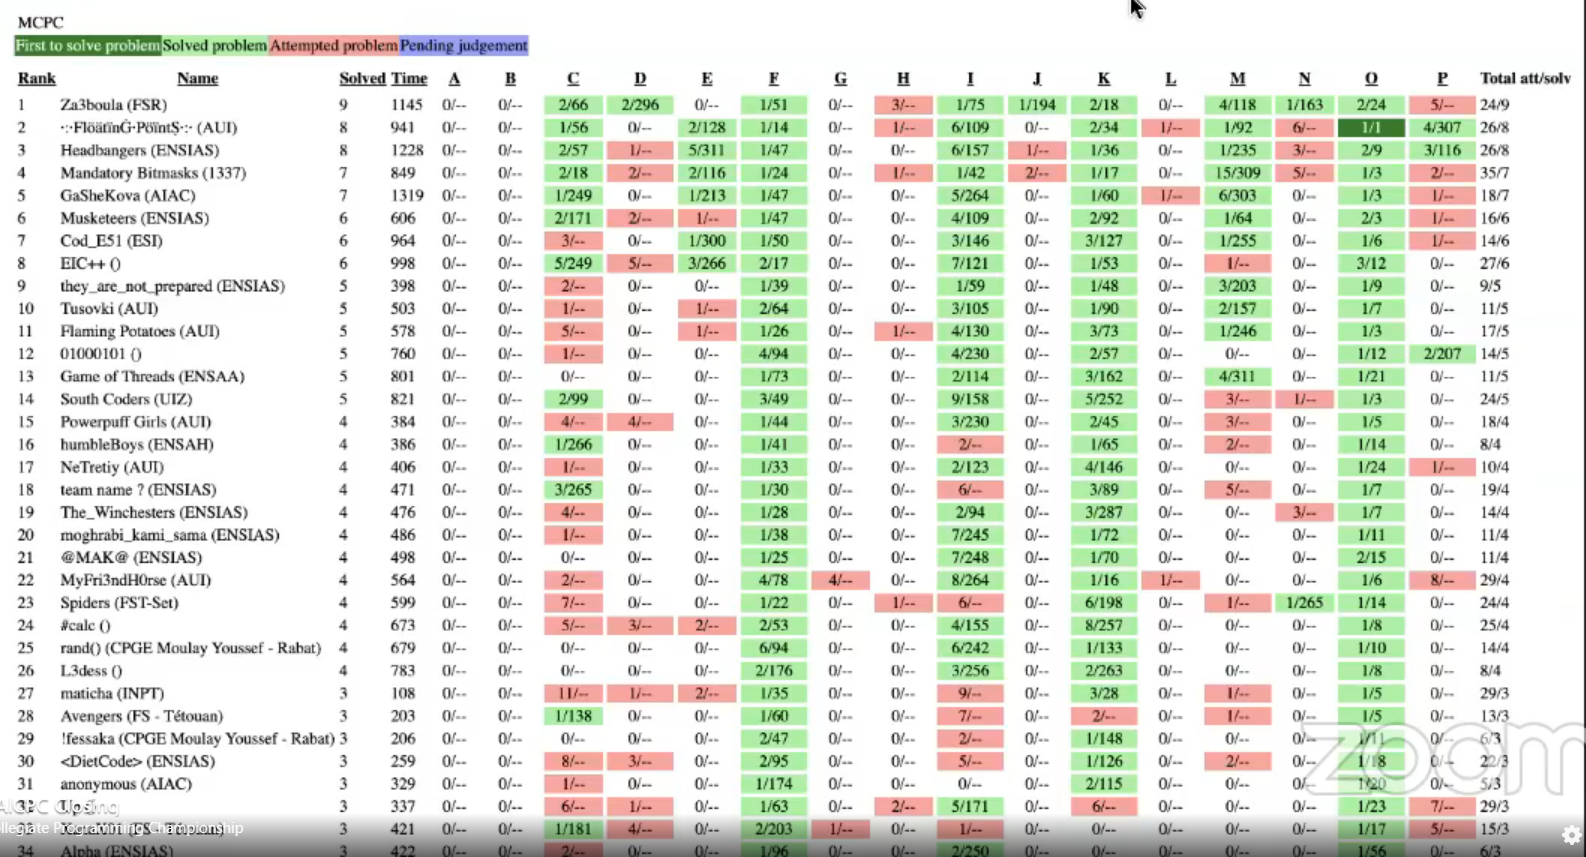 MCPC
First to solve problem Solved problem Attempted problem Pending judgement
Rank Name Solved Time A B C D E F G H I J K L M N O P Total att/solv
1 Za3boula (FSR) 9 1145 0/-- 0/-- 2/66 2/296 0/-- 1/51 0/-- 3/-- 1/75 1/194 2/18 0/-- 4/118 1/163 2/24 5/-- 24/9
2 ·:·FlöätïnĜ·PöïntŞ·:· (AUI) 8 941 0/-- 0/-- 1/56 0/-- 2/128 1/14 0/-- 1/-- 6/109 0/-- 2/34 1/-- 1/92 6/-- 1/1 4/307 26/8
3 Headbangers (ENSIAS) 8 1228 0/-- 0/-- 2/57 1/-- 5/311 1/47 0/-- 0/-- 6/157 1/-- 1/36 0/-- 1/235 3/-- 2/9 3/116 26/8
4 Mandatory Bitmasks (1337) 7 849 0/-- 0/-- 2/18 2/-- 2/116 1/24 0/-- 1/-- 1/42 2/-- 1/17 0/-- 15/309 5/-- 1/3 2/-- 35/7
5 GaSheKova (AIAC) 7 1319 0/-- 0/-- 1/249 0/-- 1/213 1/47 0/-- 0/-- 5/264 0/-- 1/60 1/-- 6/303 0/-- 1/3 1/-- 18/7
6 Musketeers (ENSIAS) 6 606 0/-- 0/-- 2/171 2/-- 1/-- 1/47 0/-- 0/-- 4/109 0/-- 2/92 0/-- 1/64 0/-- 2/3 1/-- 16/6
7 Cod_E51 (ESI) 6 964 0/-- 0/-- 3/-- 0/-- 1/300 1/50 0/-- 0/-- 3/146 0/-- 3/127 0/-- 1/255 0/-- 1/6 1/-- 14/6
8 EIC++ () 6 998 0/-- 0/-- 5/249 5/-- 3/266 2/17 0/-- 0/-- 7/121 0/-- 1/53 0/-- 1/-- 0/-- 3/12 0/-- 27/6
9 they_are_not_prepared (ENSIAS) 5 398 0/-- 0/-- 2/-- 0/-- 0/-- 1/39 0/-- 0/-- 1/59 0/-- 1/48 0/-- 3/203 0/-- 1/9 0/-- 9/5
10 Tusovki (AUI) 5 503 0/-- 0/-- 1/-- 0/-- 1/-- 2/64 0/-- 0/-- 3/105 0/-- 1/90 0/-- 2/157 0/-- 1/7 0/-- 11/5
11 Flaming Potatoes (AUI) 5 578 0/-- 0/-- 5/-- 0/-- 1/-- 1/26 0/-- 1/-- 4/130 0/-- 3/73 0/-- 1/246 0/-- 1/3 0/-- 17/5
12 01000101 () 5 760 0/-- 0/-- 1/-- 0/-- 0/-- 4/94 0/-- 0/-- 4/230 0/-- 2/57 0/-- 0/-- 0/-- 1/12 2/207 14/5
13 Game of Threads (ENSAA) 5 801 0/-- 0/-- 0/-- 0/-- 0/-- 1/73 0/-- 0/-- 2/114 0/-- 3/162 0/-- 4/311 0/-- 1/21 0/-- 11/5
14 South Coders (UIZ) 5 821 0/-- 0/-- 2/99 0/-- 0/-- 3/49 0/-- 0/-- 9/158 0/-- 5/252 0/-- 3/-- 1/-- 1/3 0/-- 24/5
15 Powerpuff Girls (AUI) 4 384 0/-- 0/-- 4/-- 4/-- 0/-- 1/44 0/-- 0/-- 3/230 0/-- 2/45 0/-- 3/-- 0/-- 1/5 0/-- 18/4
16 humbleBoys (ENSAH) 4 386 0/-- 0/-- 1/266 0/-- 0/-- 1/41 0/-- 0/-- 2/-- 0/-- 1/65 0/-- 2/-- 0/-- 1/14 0/-- 8/4
17 NeTretiy (AUI) 4 406 0/-- 0/-- 1/-- 0/-- 0/-- 1/33 0/-- 0/-- 2/123 0/-- 4/146 0/-- 0/-- 0/-- 1/24 1/-- 10/4
18 team name ? (ENSIAS) 4 471 0/-- 0/-- 3/265 0/-- 0/-- 1/30 0/-- 0/-- 6/-- 0/-- 3/89 0/-- 5/-- 0/-- 1/7 0/-- 19/4
19 The_Winchesters (ENSIAS) 4 476 0/-- 0/-- 4/-- 0/-- 0/-- 1/28 0/-- 0/-- 2/94 0/-- 3/287 0/-- 0/-- 3/-- 1/7 0/-- 14/4
20 moghrabi_kami_sama (ENSIAS) 4 486 0/-- 0/-- 1/-- 0/-- 0/-- 1/38 0/-- 0/-- 7/245 0/-- 1/72 0/-- 0/-- 0/-- 1/11 0/-- 11/4
21 @MAK@ (ENSIAS) 4 498 0/-- 0/-- 0/-- 0/-- 0/-- 1/25 0/-- 0/-- 7/248 0/-- 1/70 0/-- 0/-- 0/-- 2/15 0/-- 11/4
22 MyFri3ndH0rse (AUI) 4 564 0/-- 0/-- 2/-- 0/-- 0/-- 4/78 4/-- 0/-- 8/264 0/-- 1/16 1/-- 0/-- 0/-- 1/6 8/-- 29/4
23 Spiders (FST-Set) 4 599 0/-- 0/-- 7/-- 0/-- 0/-- 1/22 0/-- 1/-- 6/-- 0/-- 6/198 0/-- 1/-- 1/265 1/14 0/-- 24/4
24 #calc () 4 673 0/-- 0/-- 5/-- 3/-- 2/-- 2/53 0/-- 0/-- 4/155 0/-- 8/257 0/-- 0/-- 0/-- 1/8 0/-- 25/4
25 rand() (CPGE Moulay Youssef - Rabat) 4 679 0/-- 0/-- 0/-- 0/-- 0/-- 6/94 0/-- 0/-- 6/242 0/-- 1/133 0/-- 0/-- 0/-- 1/10 0/-- 14/4
26 L3dess () 4 783 0/-- 0/-- 0/-- 0/-- 0/-- 2/176 0/-- 0/-- 3/256 0/-- 2/263 0/-- 0/-- 0/-- 1/8 0/-- 8/4
27 maticha (INPT) 3 108 0/-- 0/-- 11/-- 1/-- 2/-- 1/35 0/-- 0/-- 9/-- 0/-- 3/28 0/-- 1/-- 0/-- 1/5 0/-- 29/3
28 Avengers (FS - Tétouan) 3 203 0/-- 0/-- 1/138 0/-- 0/-- 1/60 0/-- 0/-- 7/-- 0/-- 2/-- 0/-- 1/-- 0/-- 1/5 0/-- 13/3
29 !fessaka (CPGE Moulay Youssef - Rabat) 3 206 0/-- 0/-- 0/-- 0/-- 0/-- 2/47 0/-- 0/-- 2/-- 0/-- 1/148 0/-- 0/-- 0/-- 1/11 0/-- 6/3
30 <DietCode> (ENSIAS) 3 259 0/-- 0/-- 8/-- 3/-- 0/-- 2/95 0/-- 0/-- 5/-- 0/-- 1/126 0/-- 2/-- 0/-- 1/18 0/-- 22/3
31 anonymous (AIAC) 3 329 0/-- 0/-- 1/-- 0/-- 0/-- 1/174 0/-- 0/-- 0/-- 0/-- 2/115 0/-- 0/-- 0/-- 1/20 0/-- 5/3
3 337 0/-- 0/-- 6/-- 1/-- 0/-- 1/63 0/-- 2/-- 5/171 0/-- 6/-- 0/-- 0/-- 0/-- 1/23 7/-- 29/3
3 421 0/-- 0/-- 1/181 4/-- 0/-- 2/203 1/-- 0/-- 1/-- 0/-- 0/-- 0/-- 0/-- 0/-- 1/17 5/-- 15/3
34 Alpha (ENSIAS) 3 422 0/-- 0/-- 2/-- 0/-- 0/-- 1/96 0/-- 0/-- 2/250 0/-- 0/-- 0/-- 0/-- 0/-- 1/56 0/-- 6/3
Closing
llegiate Programming Championship
zoom